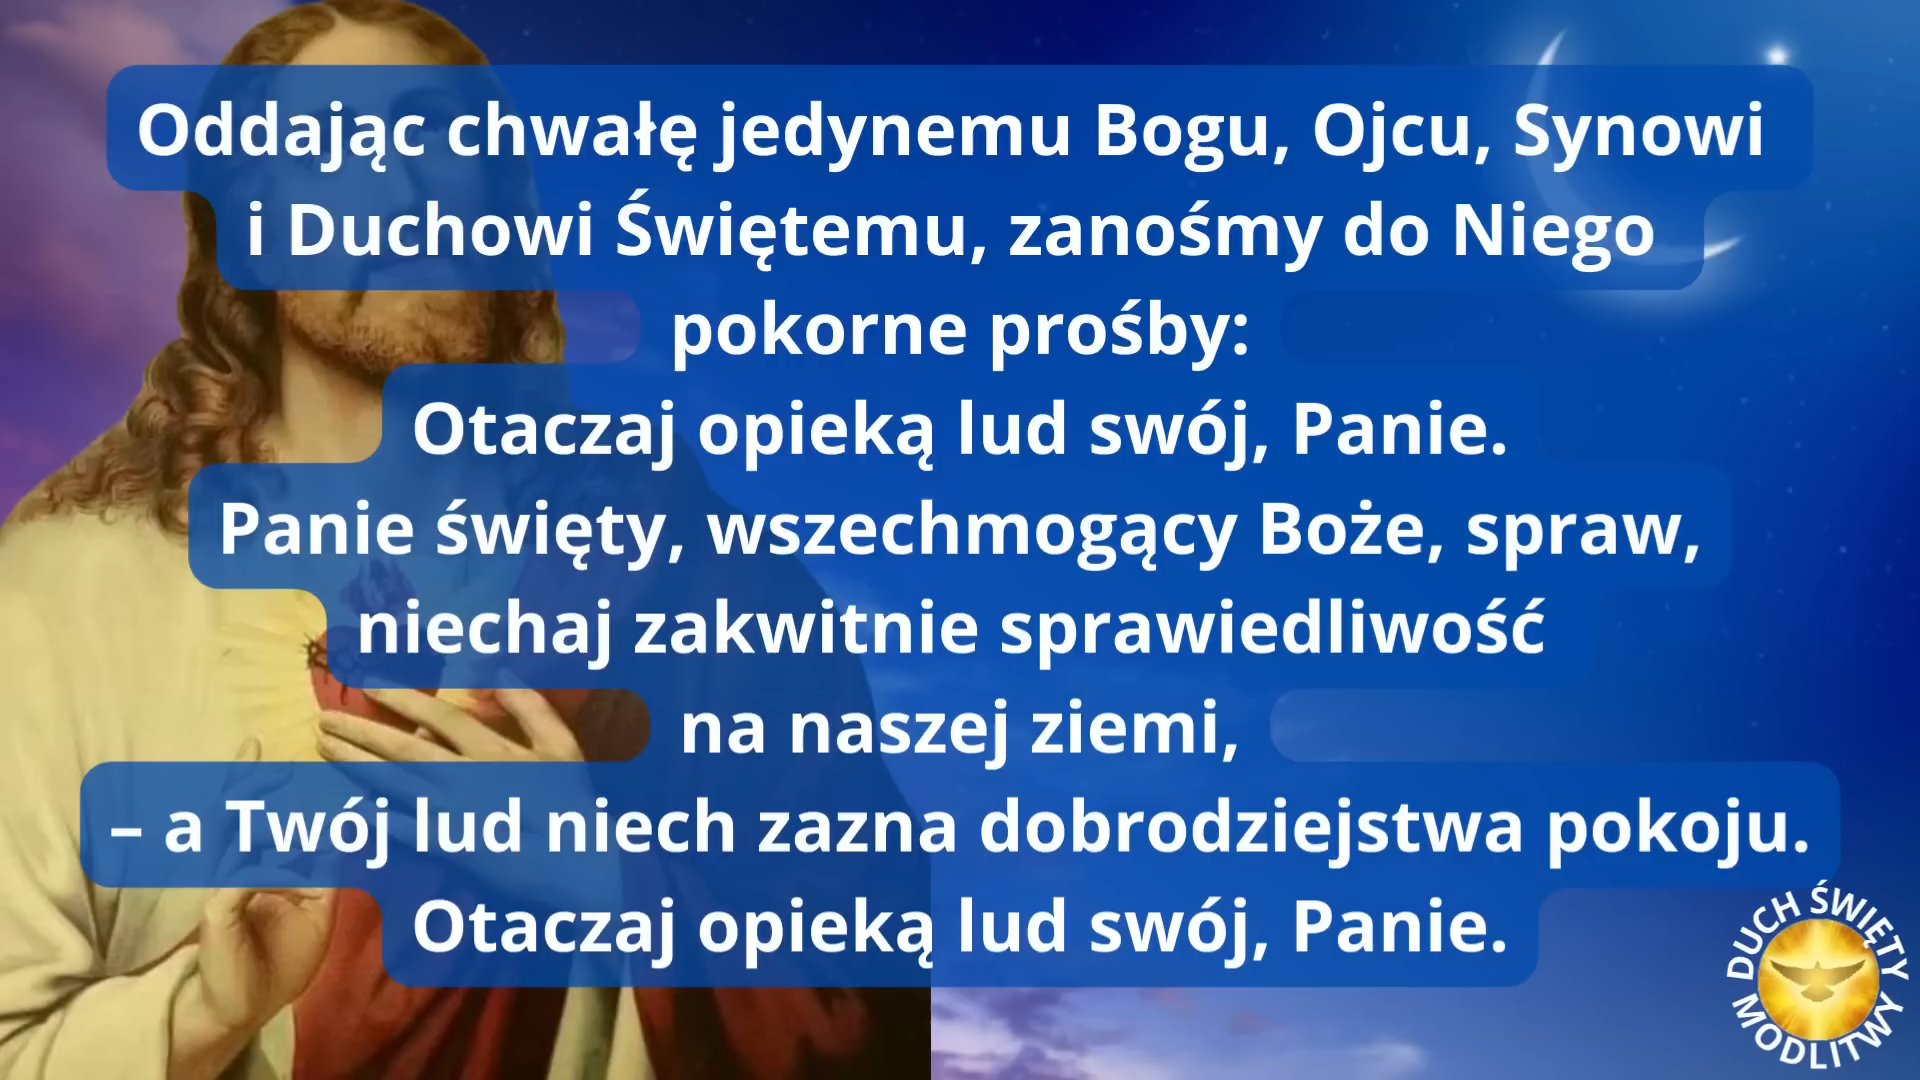 Oddając chwałę jedynemu Bogu, Ojcu, Synowi
i Duchowi Świętemu, zanośmy do Niego
pokorne prośby:
Otaczaj opieką lud swój, Panie.
Panie święty, wszechmogący Boże, spraw,
niechaj zakwitnie sprawiedliwość
na naszej ziemi,
– a Twój lud niech zazna dobrodziejstwa pokoju.
Otaczaj opieką lud swój, Panie.
DUCH ŚWIĘTY
MODLITWY